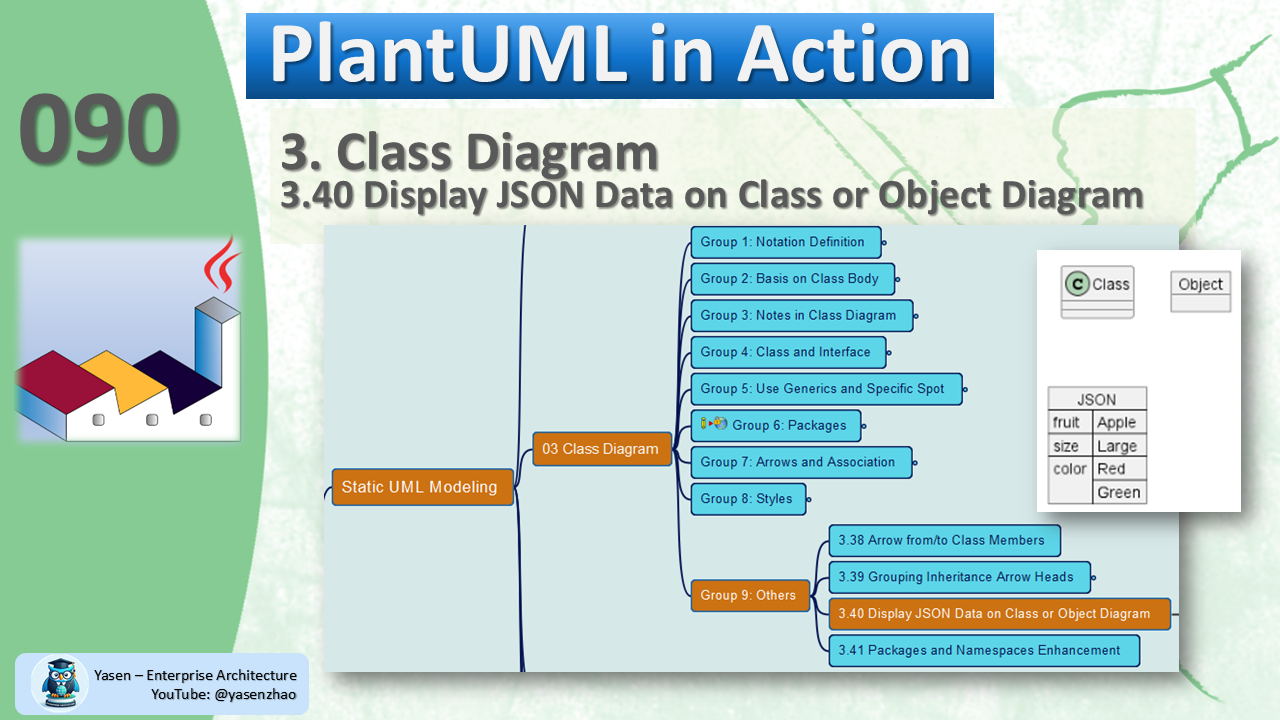 PlantUML in Action
090
3. Class Diagram
3.40 Display JSON Data on Class or Object Diagram
Group 1: Notation Definition
Group 2: Basis on Class Body
Group 3: Notes in Class Diagram
Group 4: Class and Interface
Group 5: Use Generics and Specific Spot
Group 6: Packages
03 Class Diagram
Group 7: Arrows and Association
Static UML Modeling
Group 8: Styles
3.38 Arrow from/to Class Members
3.39 Grouping Inheritance Arrow Heads
Group 9: Others
3.40 Display JSON Data on Class or Object Diagram
3.41 Packages and Namespaces Enhancement
C Class
Object
JSON
fruit Apple
size Large
color Red
Green
Yasen – Enterprise Architecture
YouTube: @yasenzhao